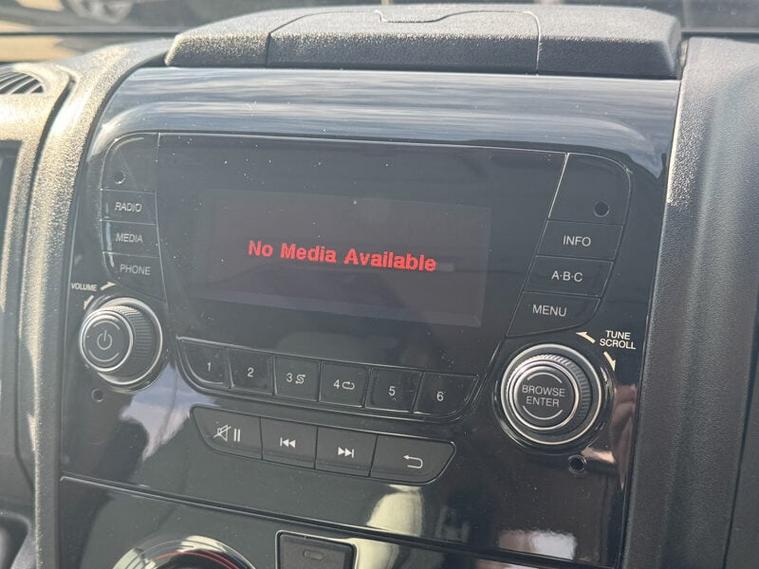 No Media Available
RADIO
MEDIA
PHONE
VOLUME
INFO
A·B·C
MENU
TUNE
SCROLL
BROWSE
ENTER
1
2
3
4
5
6